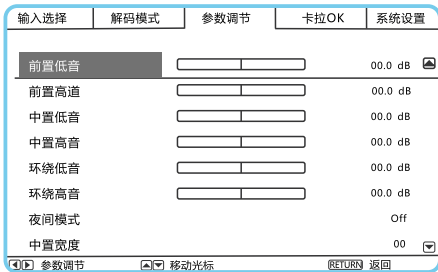 输入选择 解码模式 参数调节 卡拉OK 系统设置
前置低音 00.0 dB
前置高道 00.0 dB
中置低音 00.0 dB
中置高音 00.0 dB
环绕低音 00.0 dB
环绕高音 00.0 dB
夜间模式 Off
中置宽度 00
参数调节 移动光标 RETURN 返回